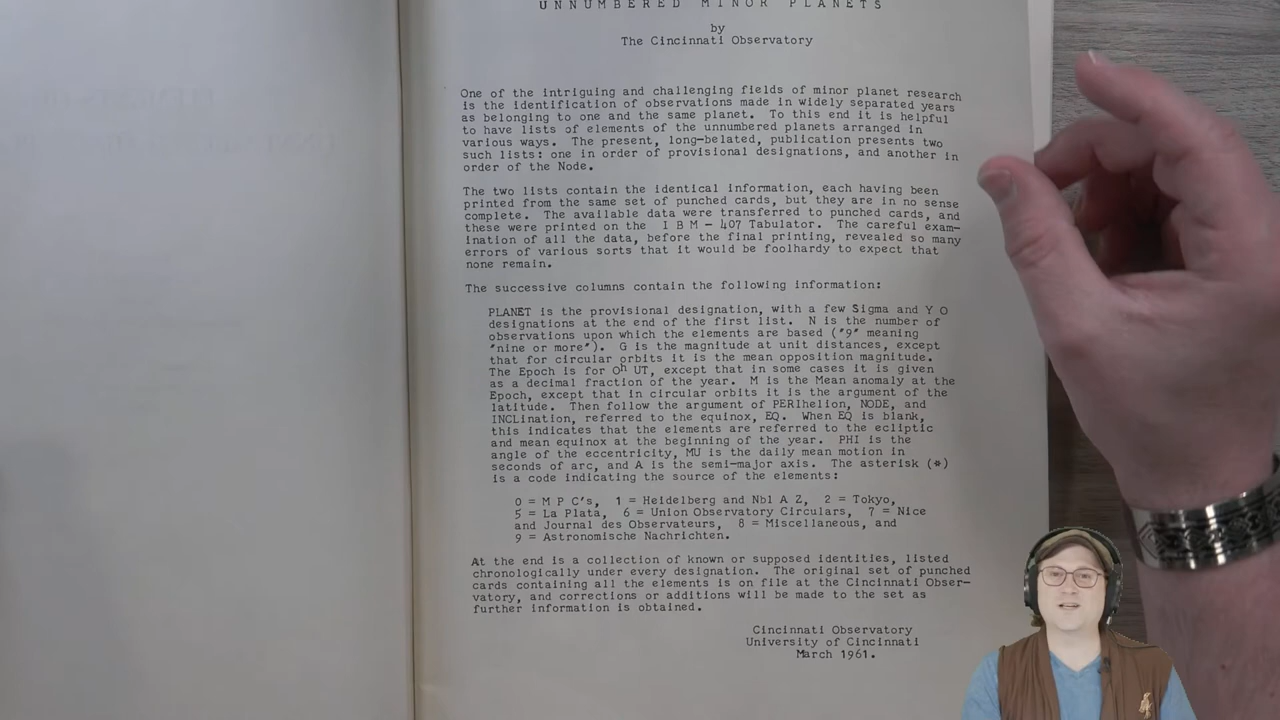 UNNUMBERED MINOR PLANETS
by
The Cincinnati Observatory
One of the intriguing and challenging fields of minor planet research
is the identification of observations made in widely separated years
as belonging to one and the same planet. To this end it is helpful
to have lists of elements of the unnumbered planets arranged in
various ways. The present, long-belated, publication presents two
such lists: one in order of provisional designations, and another in
order of the Node.
The two lists contain the identical information, each having been
printed from the same set of punched cards, but they are in no sense
complete. The available data were transferred to punched cards, and
these were printed on the I B M - 407 Tabulator. The careful exam-
ination of all the data, before the final printing, revealed so many
errors of various sorts that it would be foolhardy to expect that
none remain.
The successive columns contain the following information:
PLANET is the provisional designation, with a few Sigma and Y O
designations at the end of the first list. N is the number of
observations upon which the elements are based ("9" meaning
"nine or more"). G is the magnitude at unit distances, except
that for circular orbits it is the mean opposition magnitude.
The Epoch is for 0h UT, except that in some cases it is given
as a decimal fraction of the year. M is the Mean anomaly at the
Epoch, except that in circular orbits it is the argument of the
latitude. Then follow the argument of PERIhelion, NODE, and
INCLination, referred to the equinox, EQ. When EQ is blank,
this indicates that the elements are referred to the ecliptic
and mean equinox at the beginning of the year. PHI is the
angle of the eccentricity, MU is the daily mean motion in
seconds of arc, and A is the semi-major axis. The asterisk (*)
is a code indicating the source of the elements:
0 = M P C's, 1 = Heidelberg and Nbl A Z, 2 = Tokyo,
5 = La Plata, 6 = Union Observatory Circulars, 7 = Nice
and Journal des Observateurs, 8 = Miscellaneous, and
9 = Astronomische Nachrichten.
At the end is a collection of known or supposed identities, listed
chronologically under every designation. The original set of punched
cards containing all the elements is on file at the Cincinnati Obser-
vatory, and corrections or additions will be made to the set as
further information is obtained.
Cincinnati Observatory
University of Cincinnati
March 1961.